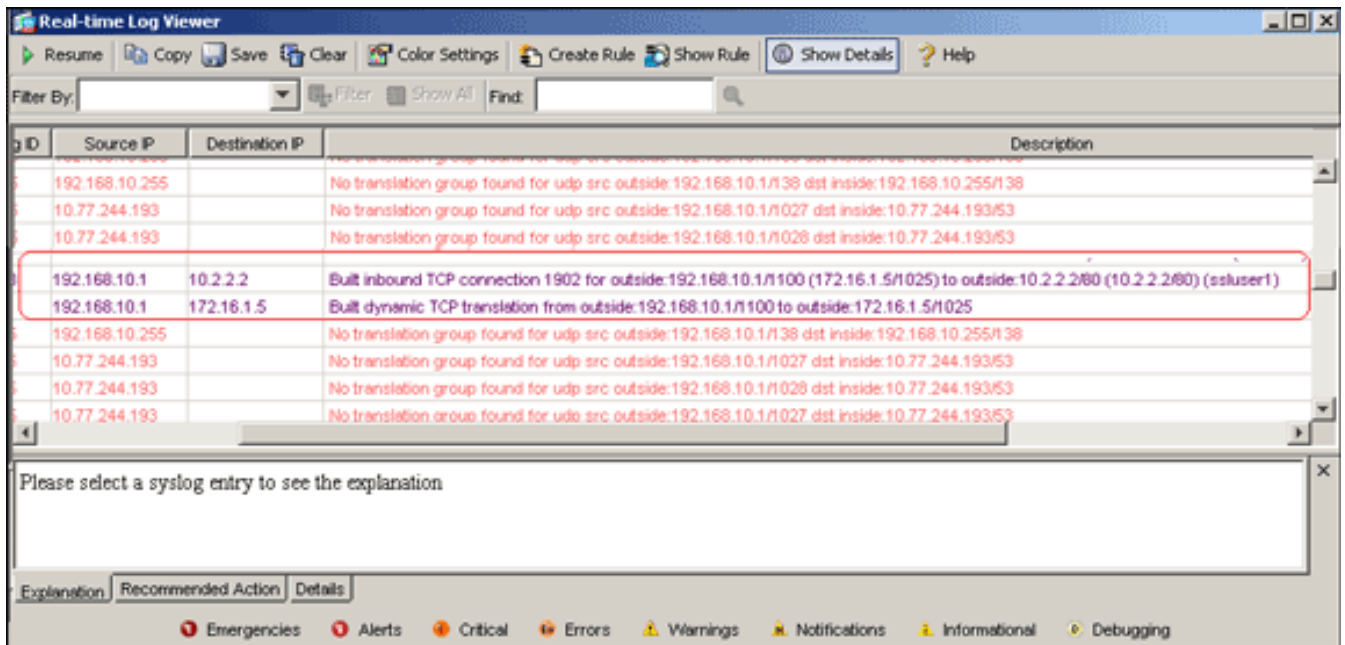 Real-time Log Viewer
Resume Copy Save Clear Color Settings Create Rule Show Rule Show Details Help
Filter By: Filter Show All Find:
g ID Source IP Destination IP Description
192.168.10.255 No translation group found for udp src outside:192.168.10.1/138 dst inside:192.168.10.255/138
10.77.244.193 No translation group found for udp src outside:192.168.10.1/1027 dst inside:10.77.244.193/53
10.77.244.193 No translation group found for udp src outside:192.168.10.1/1028 dst inside:10.77.244.193/53
192.168.10.1 10.2.2.2 Built inbound TCP connection 1902 for outside:192.168.10.1/1100 (172.16.1.5/1025) to outside:10.2.2.2/80 (10.2.2.2/80) (ssluser1)
192.168.10.1 172.16.1.5 Built dynamic TCP translation from outside:192.168.10.1/1100 to outside:172.16.1.5/1025
192.168.10.255 No translation group found for udp src outside:192.168.10.1/138 dst inside:192.168.10.255/138
10.77.244.193 No translation group found for udp src outside:192.168.10.1/1027 dst inside:10.77.244.193/53
10.77.244.193 No translation group found for udp src outside:192.168.10.1/1028 dst inside:10.77.244.193/53
10.77.244.193 No translation group found for udp src outside:192.168.10.1/1027 dst inside:10.77.244.193/53
Please select a syslog entry to see the explanation
Explanation Recommended Action Details
Emergencies Alerts Critical Errors Warnings Notifications Informational Debugging